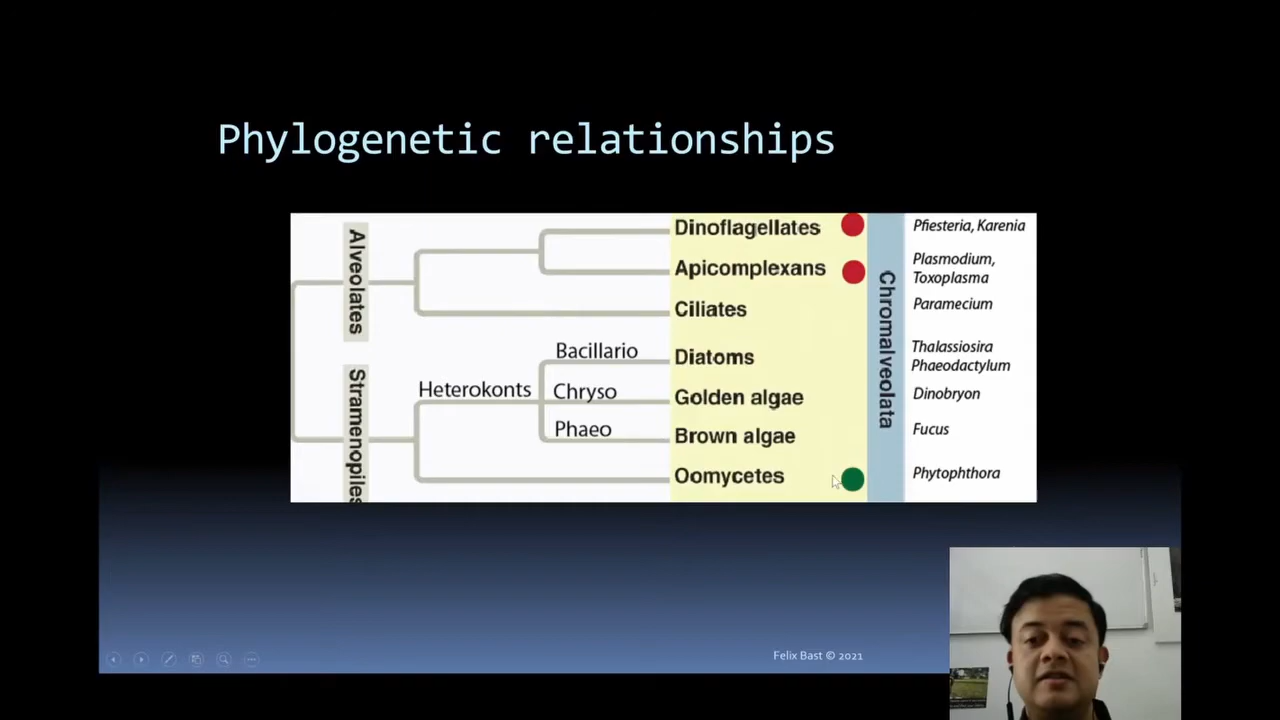 Phylogenetic relationships
Alveolates
Stramenopiles
Heterokonts
Bacillario
Chryso
Phaeo
Dinoflagellates
Apicomplexans
Ciliates
Diatoms
Golden algae
Brown algae
Oomycetes
Chromalveolata
Pfiesteria, Karenia
Plasmodium,
Toxoplasma
Paramecium
Thalassiosira
Phaeodactylum
Dinobryon
Fucus
Phytophthora
Felix Bast © 2021